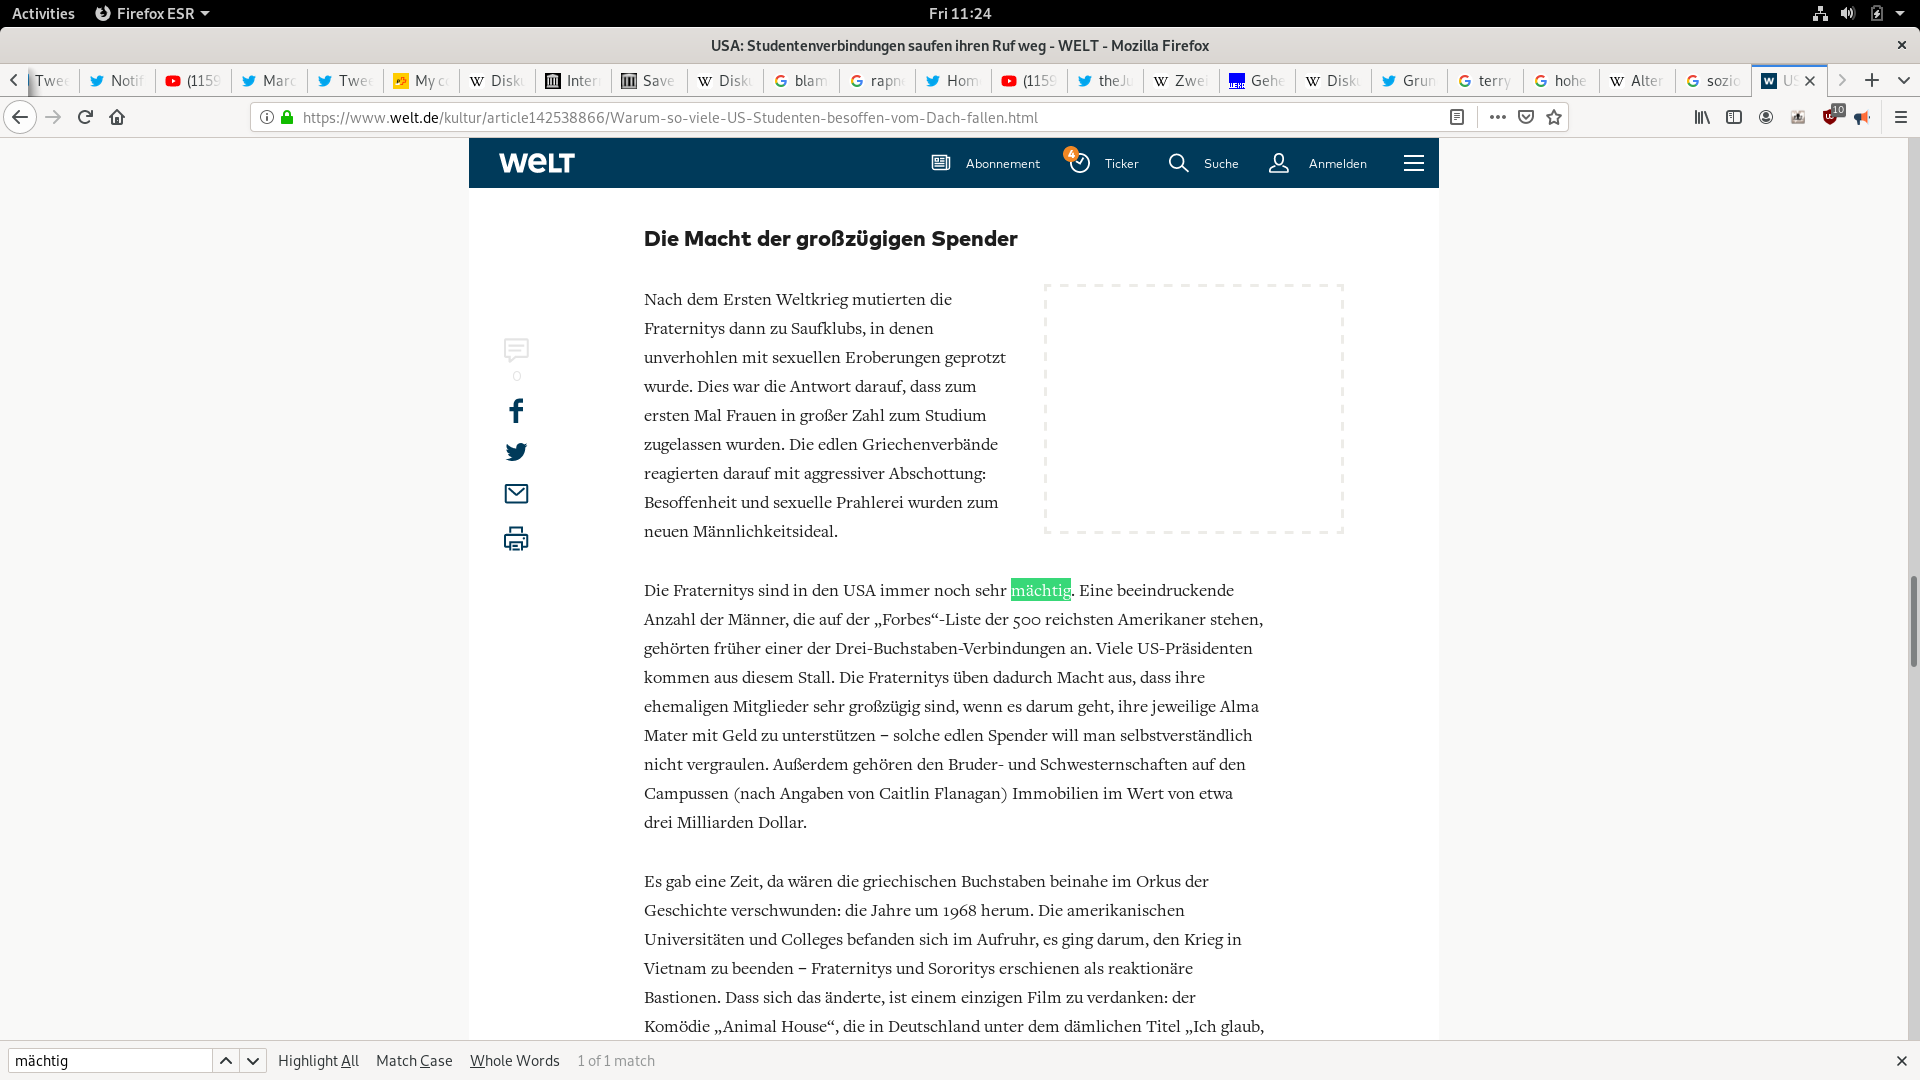 Activities
Firefox ESR
Fri 11:24
USA: Studentenverbindungen saufen ihren Ruf weg - WELT - Mozilla Firefox
Twee
Notif
(1159
Marc
Twee
My c
Disku
Inter
Save
Disku
blam
rapn
Home
(1159
theJu
Zwei
Gehe
Disku
Grun
terry
hohe
Alter
sozio
US
https://www.welt.de/kultur/article142538866/Warum-so-viele-US-Studenten-besoffen-vom-Dach-fallen.html
10
WELT
Abonnement
4
Ticker
Suche
Anmelden
Die Macht der großzügigen Spender
Nach dem Ersten Weltkrieg mutierten die
Fraternitys dann zu Saufklubs, in denen
unverhohlen mit sexuellen Eroberungen geprotzt
wurde. Dies war die Antwort darauf, dass zum
ersten Mal Frauen in großer Zahl zum Studium
zugelassen wurden. Die edlen Griechenverbände
reagierten darauf mit aggressiver Abschottung:
Besoffenheit und sexuelle Prahlerei wurden zum
neuen Männlichkeitsideal.
0
Die Fraternitys sind in den USA immer noch sehr mächtig. Eine beeindruckende
Anzahl der Männer, die auf der „Forbes“-Liste der 500 reichsten Amerikaner stehen,
gehörten früher einer der Drei-Buchstaben-Verbindungen an. Viele US-Präsidenten
kommen aus diesem Stall. Die Fraternitys üben dadurch Macht aus, dass ihre
ehemaligen Mitglieder sehr großzügig sind, wenn es darum geht, ihre jeweilige Alma
Mater mit Geld zu unterstützen – solche edlen Spender will man selbstverständlich
nicht vergraulen. Außerdem gehören den Bruder- und Schwesternschaften auf den
Campussen (nach Angaben von Caitlin Flanagan) Immobilien im Wert von etwa
drei Milliarden Dollar.
Es gab eine Zeit, da wären die griechischen Buchstaben beinahe im Orkus der
Geschichte verschwunden: die Jahre um 1968 herum. Die amerikanischen
Universitäten und Colleges befanden sich im Aufruhr, es ging darum, den Krieg in
Vietnam zu beenden – Fraternitys und Sororitys erschienen als reaktionäre
Bastionen. Dass sich das änderte, ist einem einzigen Film zu verdanken: der
Komödie „Animal House“, die in Deutschland unter dem dämlichen Titel „Ich glaub,
mächtig
Highlight All
Match Case
Whole Words
1 of 1 match